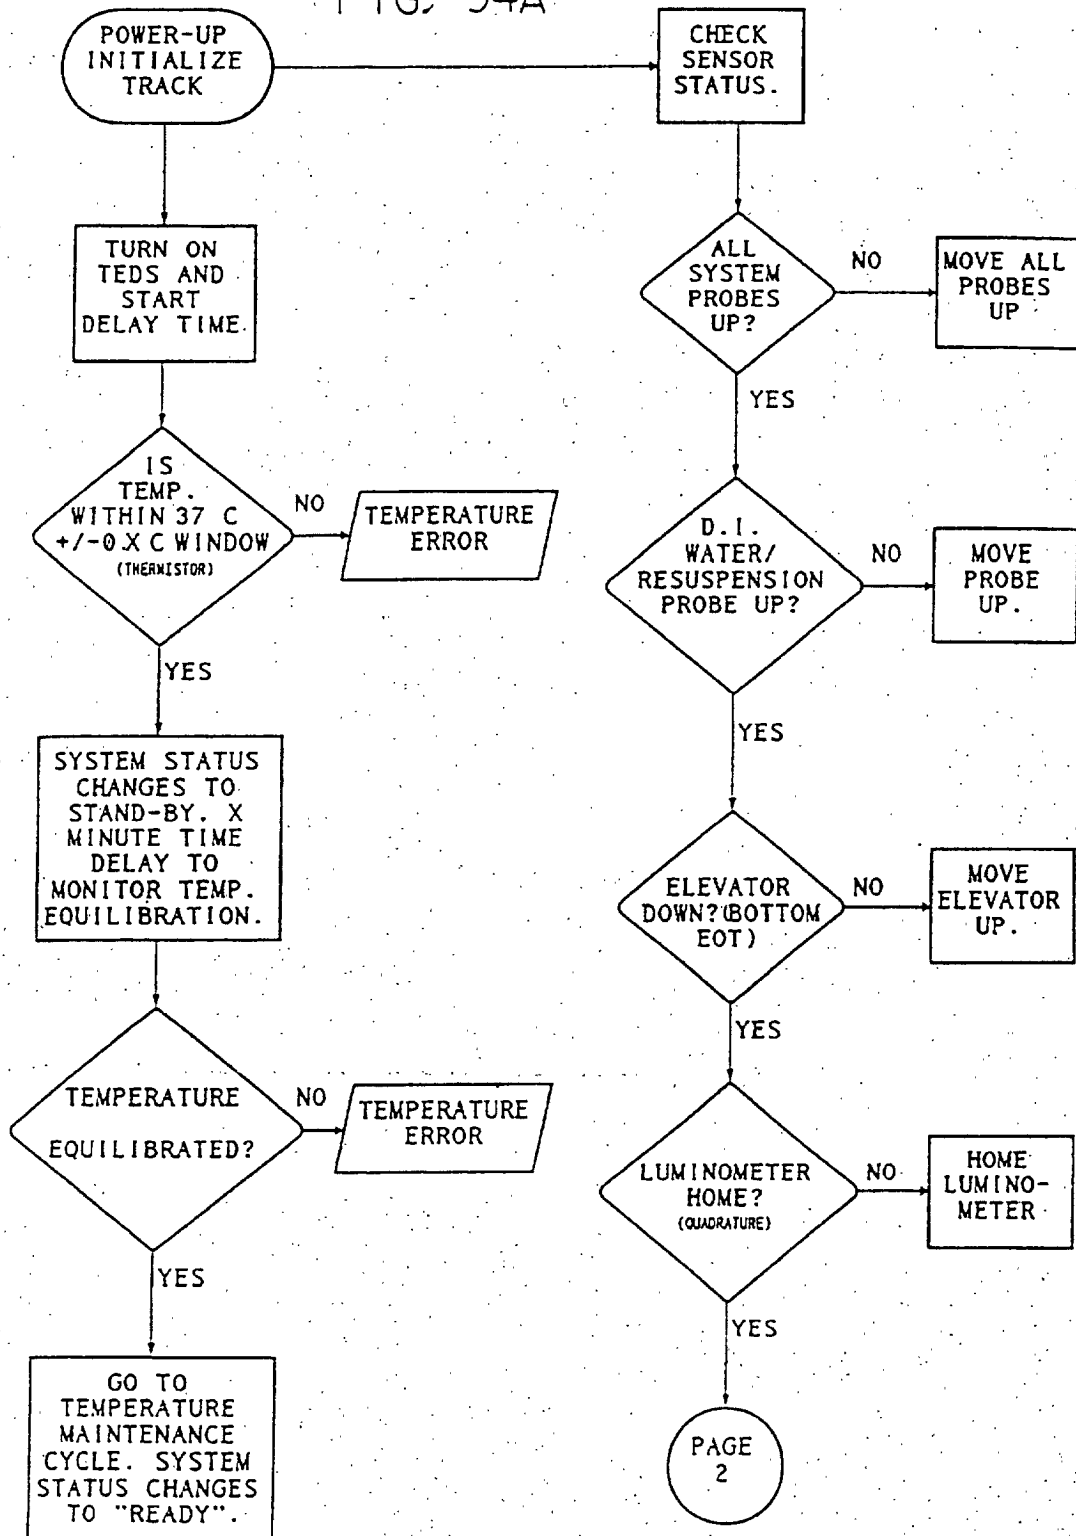 FIG. 54A
POWER-UP
INITIALIZE
TRACK
TURN ON
TEDS AND
START
DELAY TIME
IS
TEMP.
WITHIN 37 C
+/-0.X C WINDOW
(THERMISTOR)
NO
TEMPERATURE
ERROR
YES
SYSTEM STATUS
CHANGES TO
STAND-BY. X
MINUTE TIME
DELAY TO
MONITOR TEMP.
EQUILIBRATION.
TEMPERATURE
EQUILIBRATED?
NO
TEMPERATURE
ERROR
YES
GO TO
TEMPERATURE
MAINTENANCE
CYCLE. SYSTEM
STATUS CHANGES
TO "READY".
CHECK
SENSOR
STATUS.
ALL
SYSTEM
PROBES
UP?
NO
MOVE ALL
PROBES
UP
YES
D.I.
WATER/
RESUSPENSION
PROBE UP?
NO
MOVE
PROBE
UP.
YES
ELEVATOR
DOWN?(BOTTOM
EOT)
NO
MOVE
ELEVATOR
UP.
YES
LUMINOMETER
HOME?
(QUADRATURE)
NO
HOME
LUMINO-
METER
YES
PAGE
2